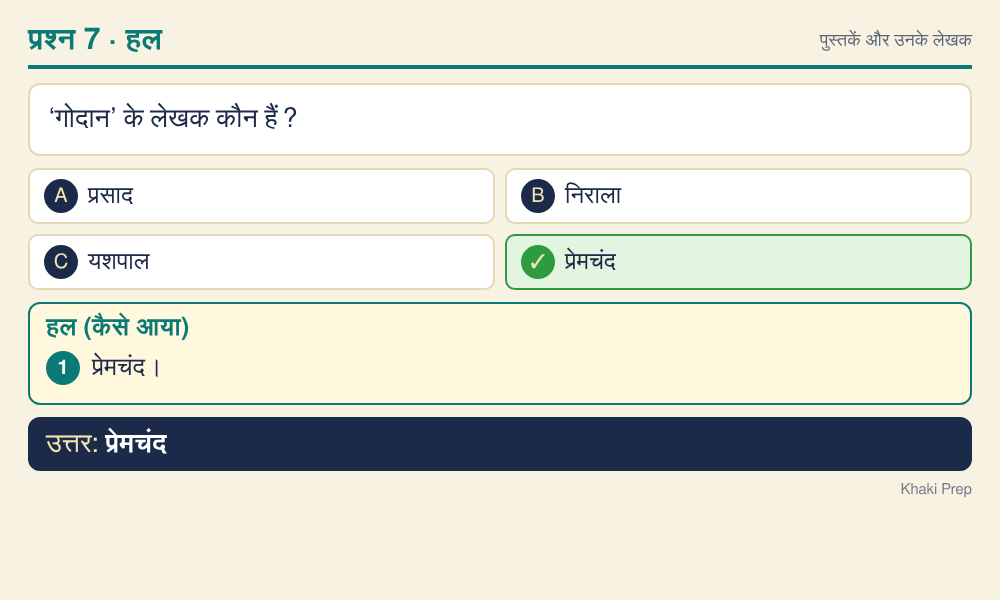 प्रश्न 7 · हल
पुस्तकें और उनके लेखक
‘गोदान’ के लेखक कौन हैं ?
A प्रसाद
B निराला
C यशपाल
✓ प्रेमचंद
हल (कैसे आया)
1 प्रेमचंद।
उत्तर: प्रेमचंद
Khaki Prep